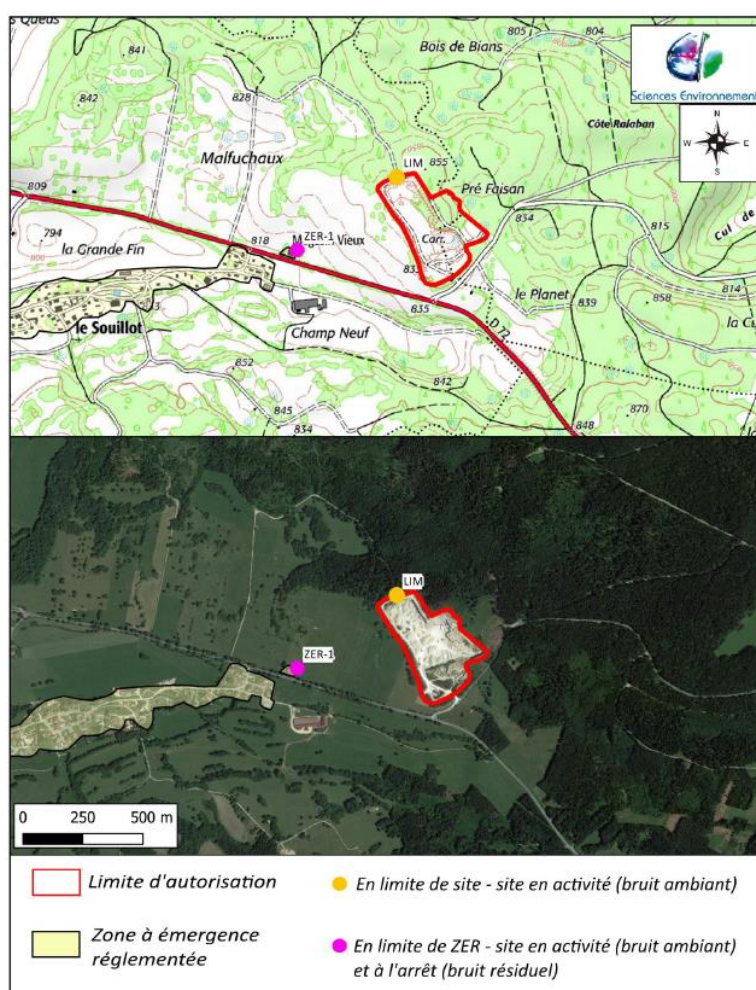 841
842
828
Malfuchaux
Bois de Bians
805
804
Sciences Environnement
Côte Ralaban
N
W
E
S
LIM
855
Pré Faisan
809
794
la Grande Fin
818
ZER-1
Vieux
Carr.
834
815
Cul de
814
835
le Planet
839
858
le Souillot
Champ Neuf
D 72
852
842
845
834
870
848
LIM
ZER-1
0 250 500 m
Limite d'autorisation
En limite de site - site en activité (bruit ambiant)
Zone à émergence
réglementée
En limite de ZER - site en activité (bruit ambiant)
et à l'arrêt (bruit résiduel)